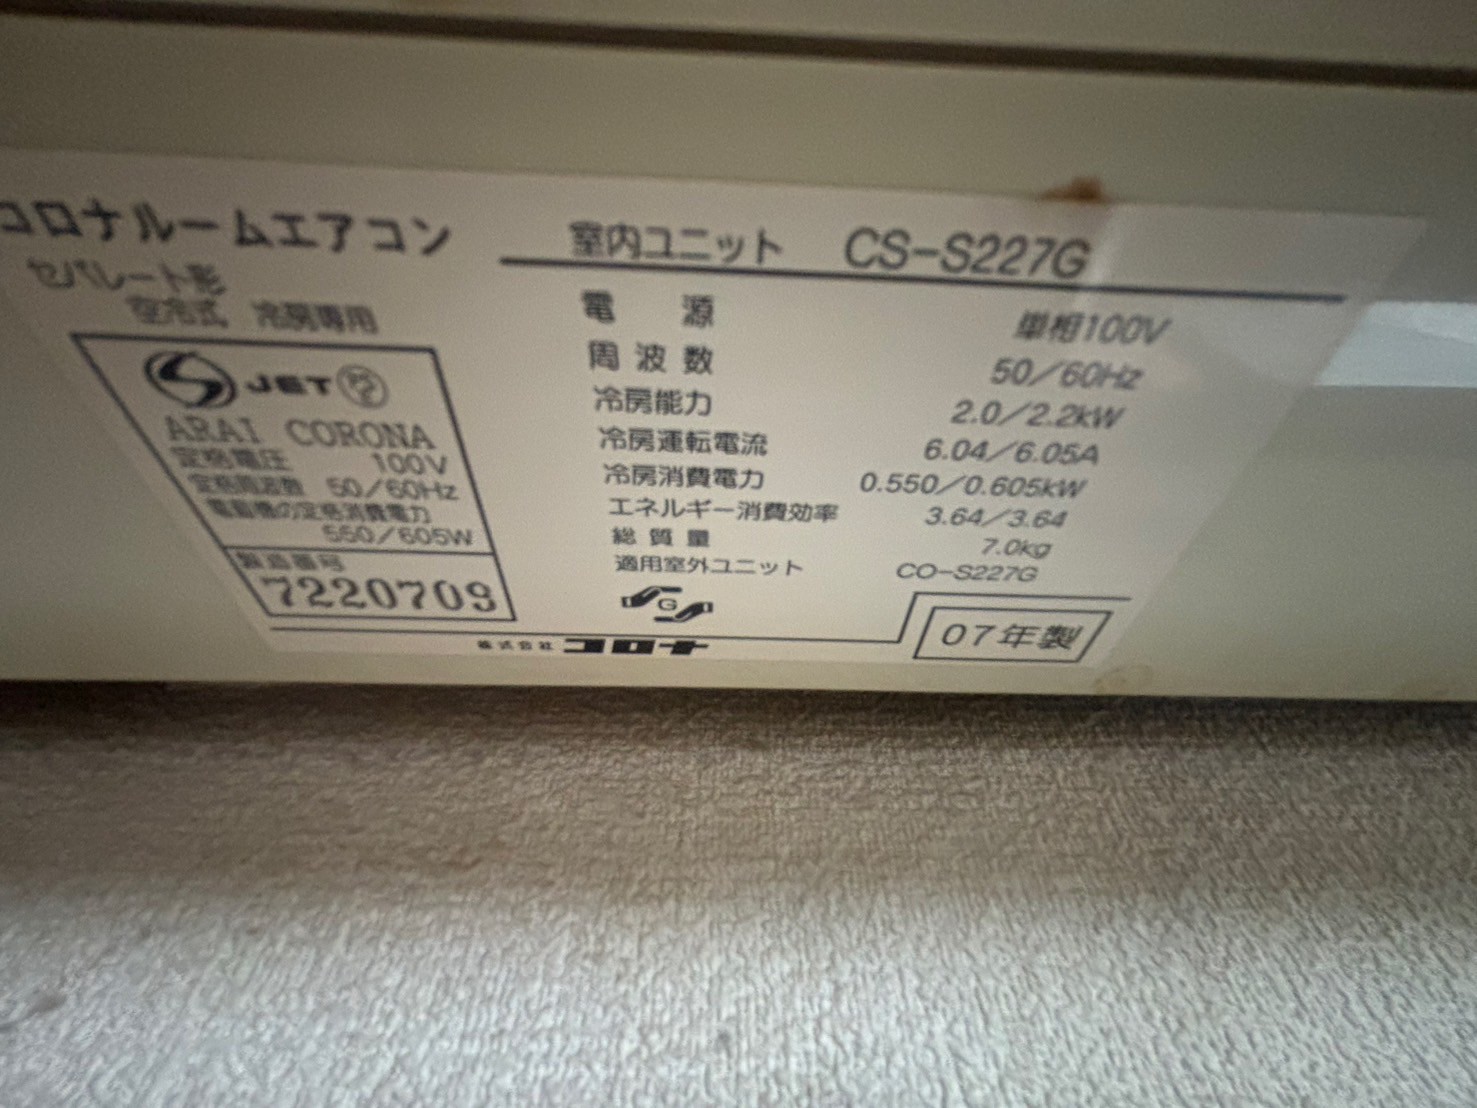 コロナルームエアコン
セパレート形
空冷式 冷房専用
JET
ARAI CORONA
定格電圧 100V
定格周波数 50/60Hz
電動機の定格消費電力
550/605W
製造番号
7220709
室内ユニット CS-S227G
電源 単相100V
周波数 50/60Hz
冷房能力 2.0/2.2kW
冷房運転電流 6.04/6.05A
冷房消費電力 0.550/0.605kW
エネルギー消費効率 3.64/3.64
総質量 7.0kg
適用室外ユニット CO-S227G
G
株式会社 コロナ
07年製